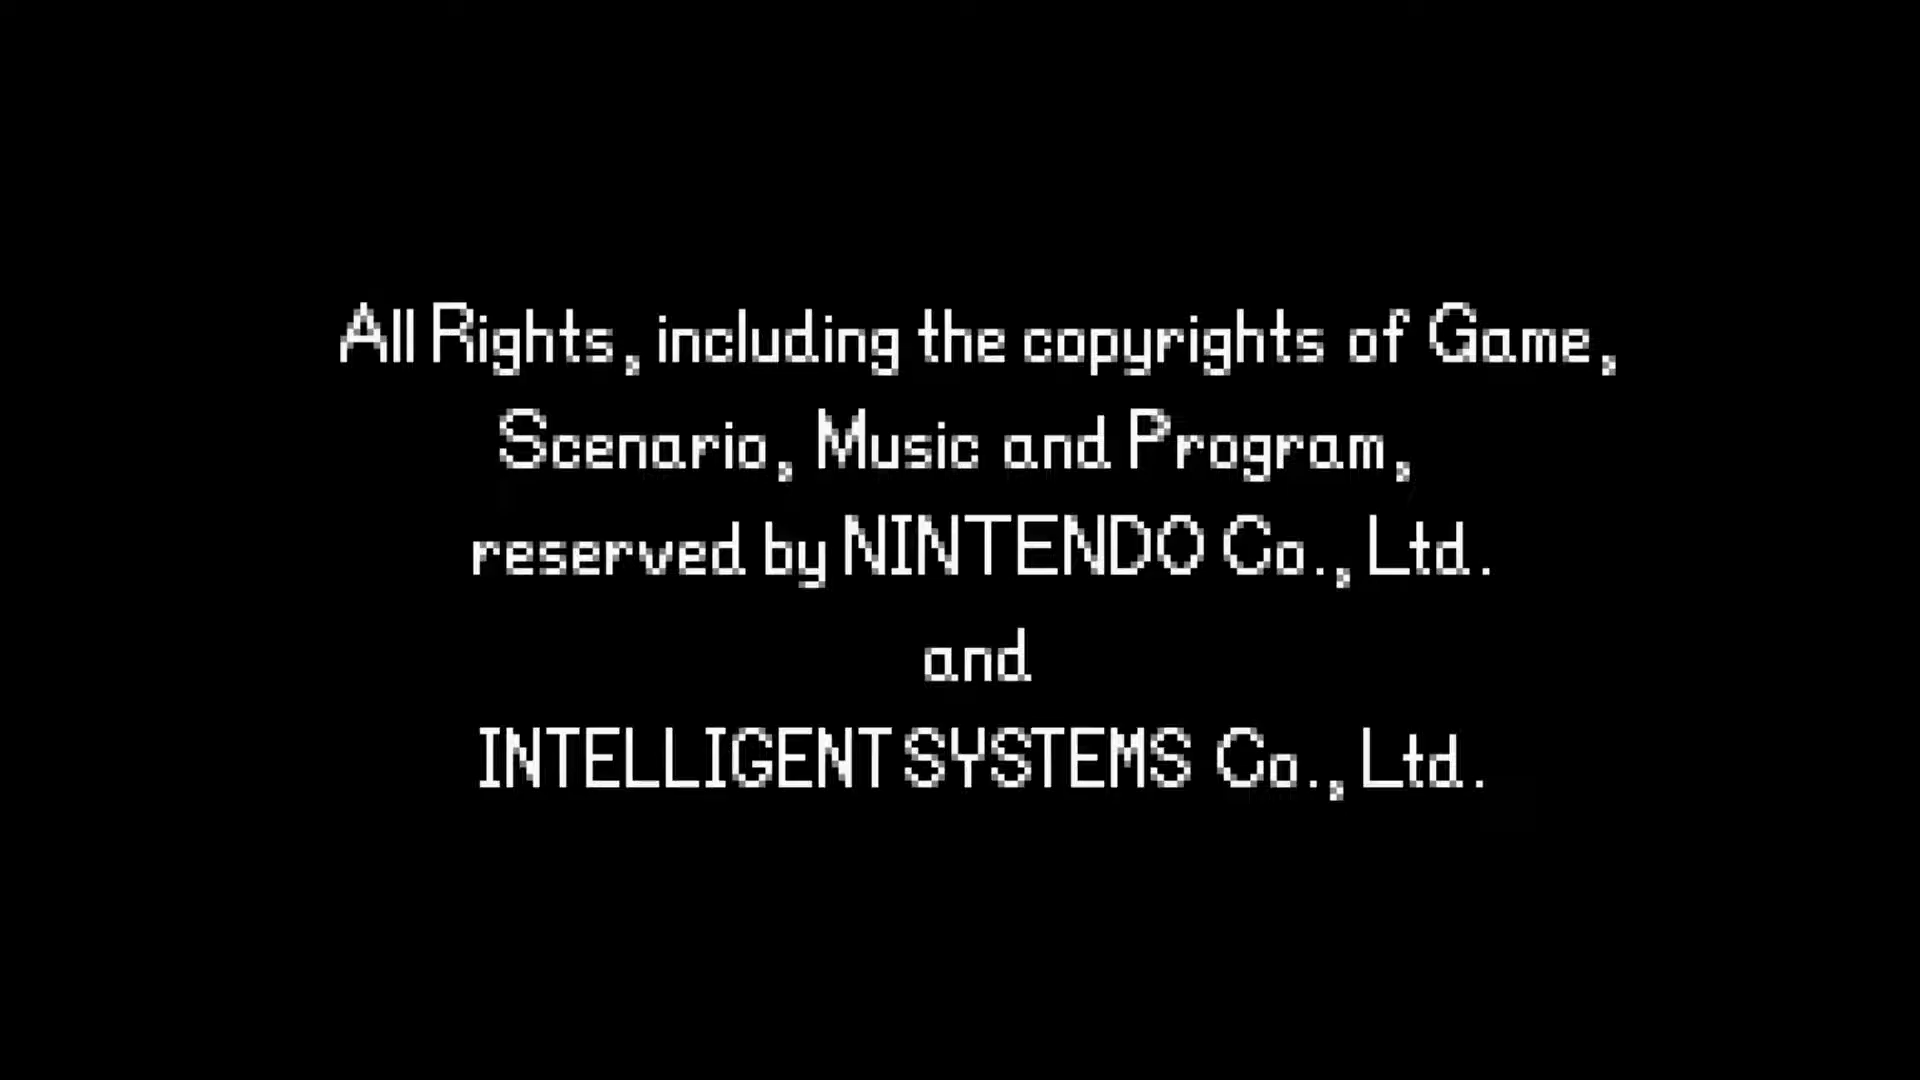 All Rights, including the copyrights of Game,
Scenario, Music and Program,
reserved by NINTENDO Co., Ltd.
and
INTELLIGENT SYSTEMS Co., Ltd.